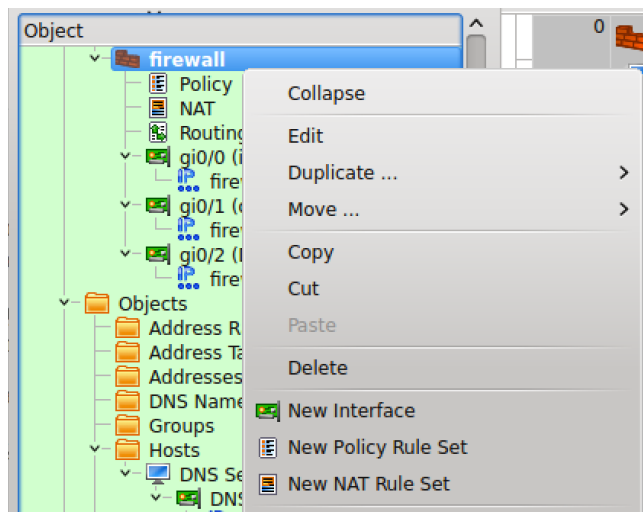 Object
0
firewall
Policy
NAT
Routing
gi0/0 (i
firew
gi0/1 (
fire
gi0/2 (
fire
Objects
Address R
Address Ta
Addresses
DNS Name
Groups
Hosts
DNS Se
DNS
Collapse
Edit
Duplicate ...
Move ...
Copy
Cut
Paste
Delete
New Interface
New Policy Rule Set
New NAT Rule Set